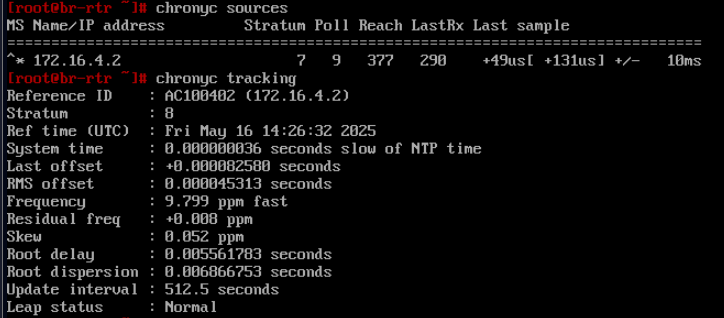 [root@br-rtr ~]# chronyc sources
MS Name/IP address         Stratum Poll Reach LastRx Last sample
===============================================================================
^* 172.16.4.2                    7   9   377   290    +49us[ +131us] +/-   10ms
[root@br-rtr ~]# chronyc tracking
Reference ID    : AC100402 (172.16.4.2)
Stratum         : 8
Ref time (UTC)  : Fri May 16 14:26:32 2025
System time     : 0.000000036 seconds slow of NTP time
Last offset     : +0.000082580 seconds
RMS offset      : 0.000045313 seconds
Frequency       : 9.799 ppm fast
Residual freq   : +0.008 ppm
Skew            : 0.052 ppm
Root delay      : 0.005561783 seconds
Root dispersion : 0.006866753 seconds
Update interval : 512.5 seconds
Leap status     : Normal